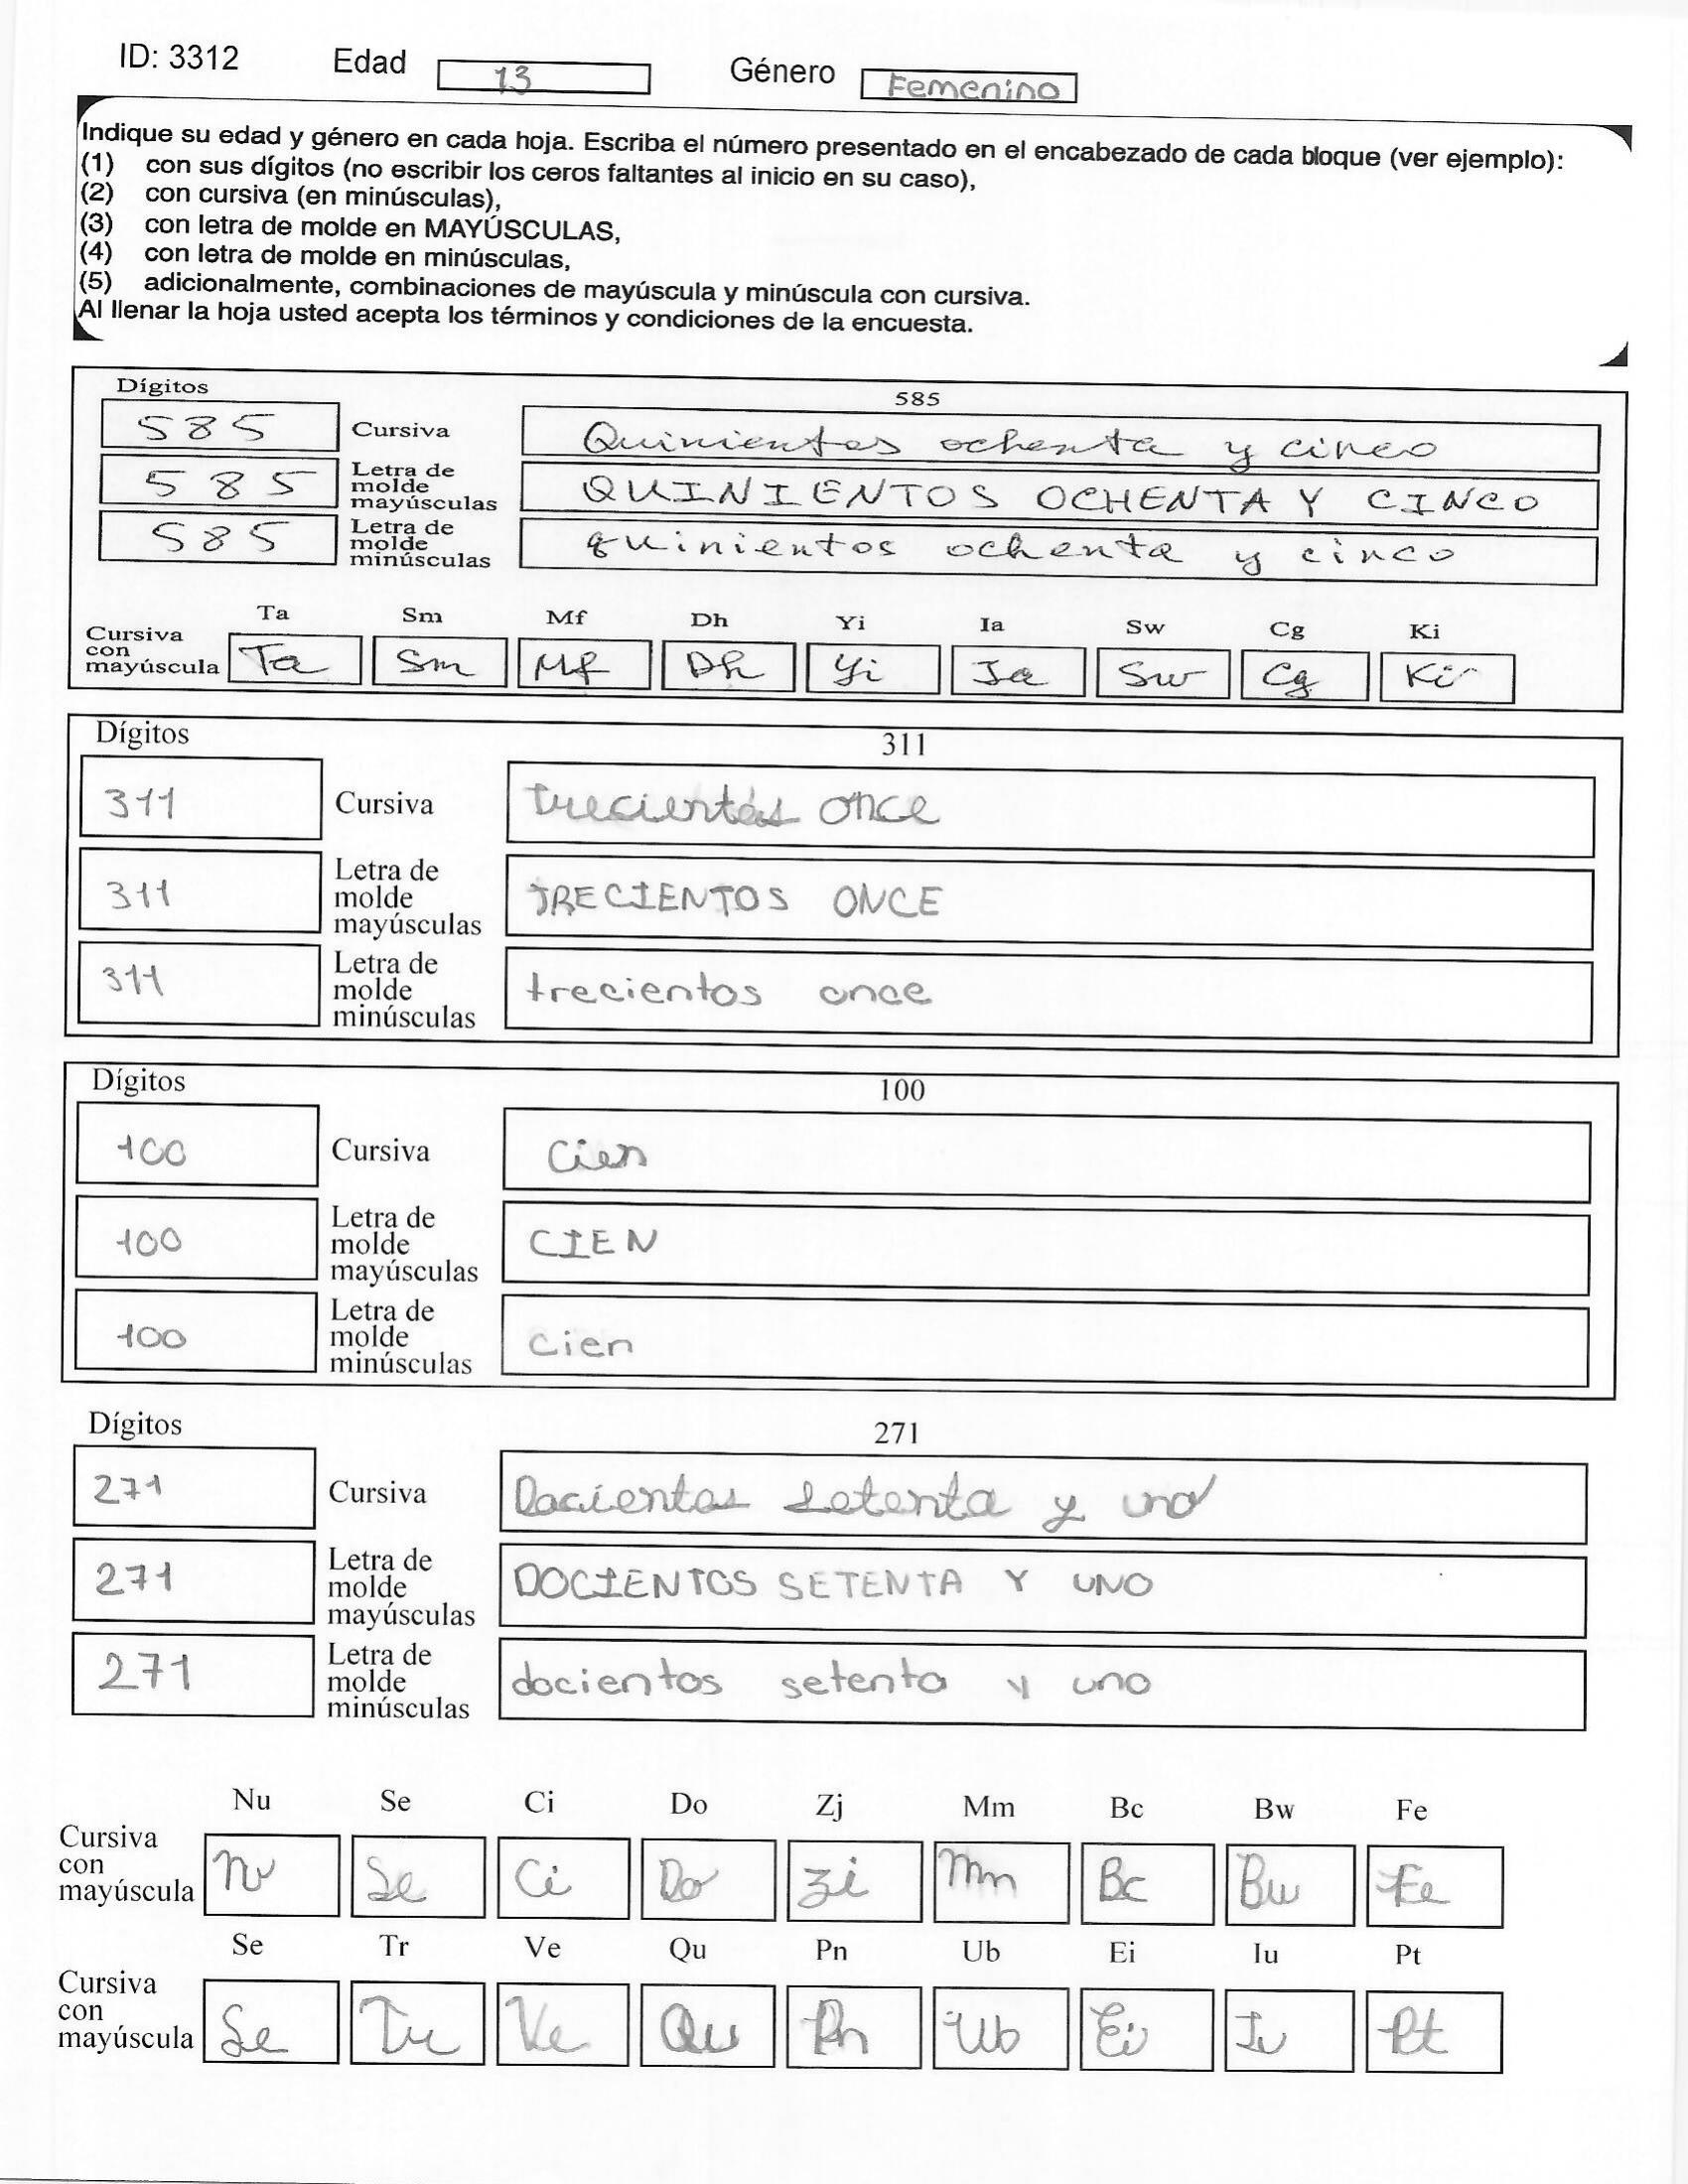 ID: 3312 Edad 13 Género Femenino
Indique su edad y género en cada hoja. Escriba el número presentado en el encabezado de cada bloque (ver ejemplo):
(1) con sus dígitos (no escribir los ceros faltantes al inicio en su caso),
(2) con cursiva (en minúsculas),
(3) con letra de molde en MAYÚSCULAS,
(4) con letra de molde en minúsculas,
(5) adicionalmente, combinaciones de mayúscula y minúscula con cursiva.
Al llenar la hoja usted acepta los términos y condiciones de la encuesta.
Dígitos 585
585 Cursiva Quinientos ochenta y cinco
585 Letra de molde mayúsculas QUINIENTOS OCHENTA Y CINCO
585 Letra de molde minúsculas quinientos ochenta y cinco
Ta Sm Mf Dh Yi Ia Sw Cg Ki
Cursiva con mayúscula Ta Sm Mf Dh Yi Ia Sw Cg Ki
Dígitos 311
311 Cursiva trecientos once
311 Letra de molde mayúsculas TRECIENTOS ONCE
311 Letra de molde minúsculas trecientos once
Dígitos 100
100 Cursiva Cien
100 Letra de molde mayúsculas CIEN
100 Letra de molde minúsculas cien
Dígitos 271
271 Cursiva Docientos setenta y uno
271 Letra de molde mayúsculas DOCIENTOS SETENTA Y UNO
271 Letra de molde minúsculas docientos setenta y uno
Nu Se Ci Do Zj Mm Bc Bw Fe
Cursiva con mayúscula Nu Se Ci Do Zi Mm Bc Bw Fe
Se Tr Ve Qu Pn Ub Ei Iu Pt
Cursiva con mayúscula Se Tr Ve Qu Pn Ub Ei Iu Pt